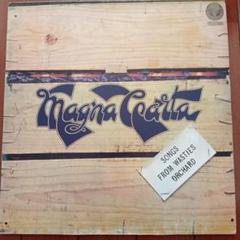 Magna Carta
SONGS
FROM WASTIES
ORCHARD